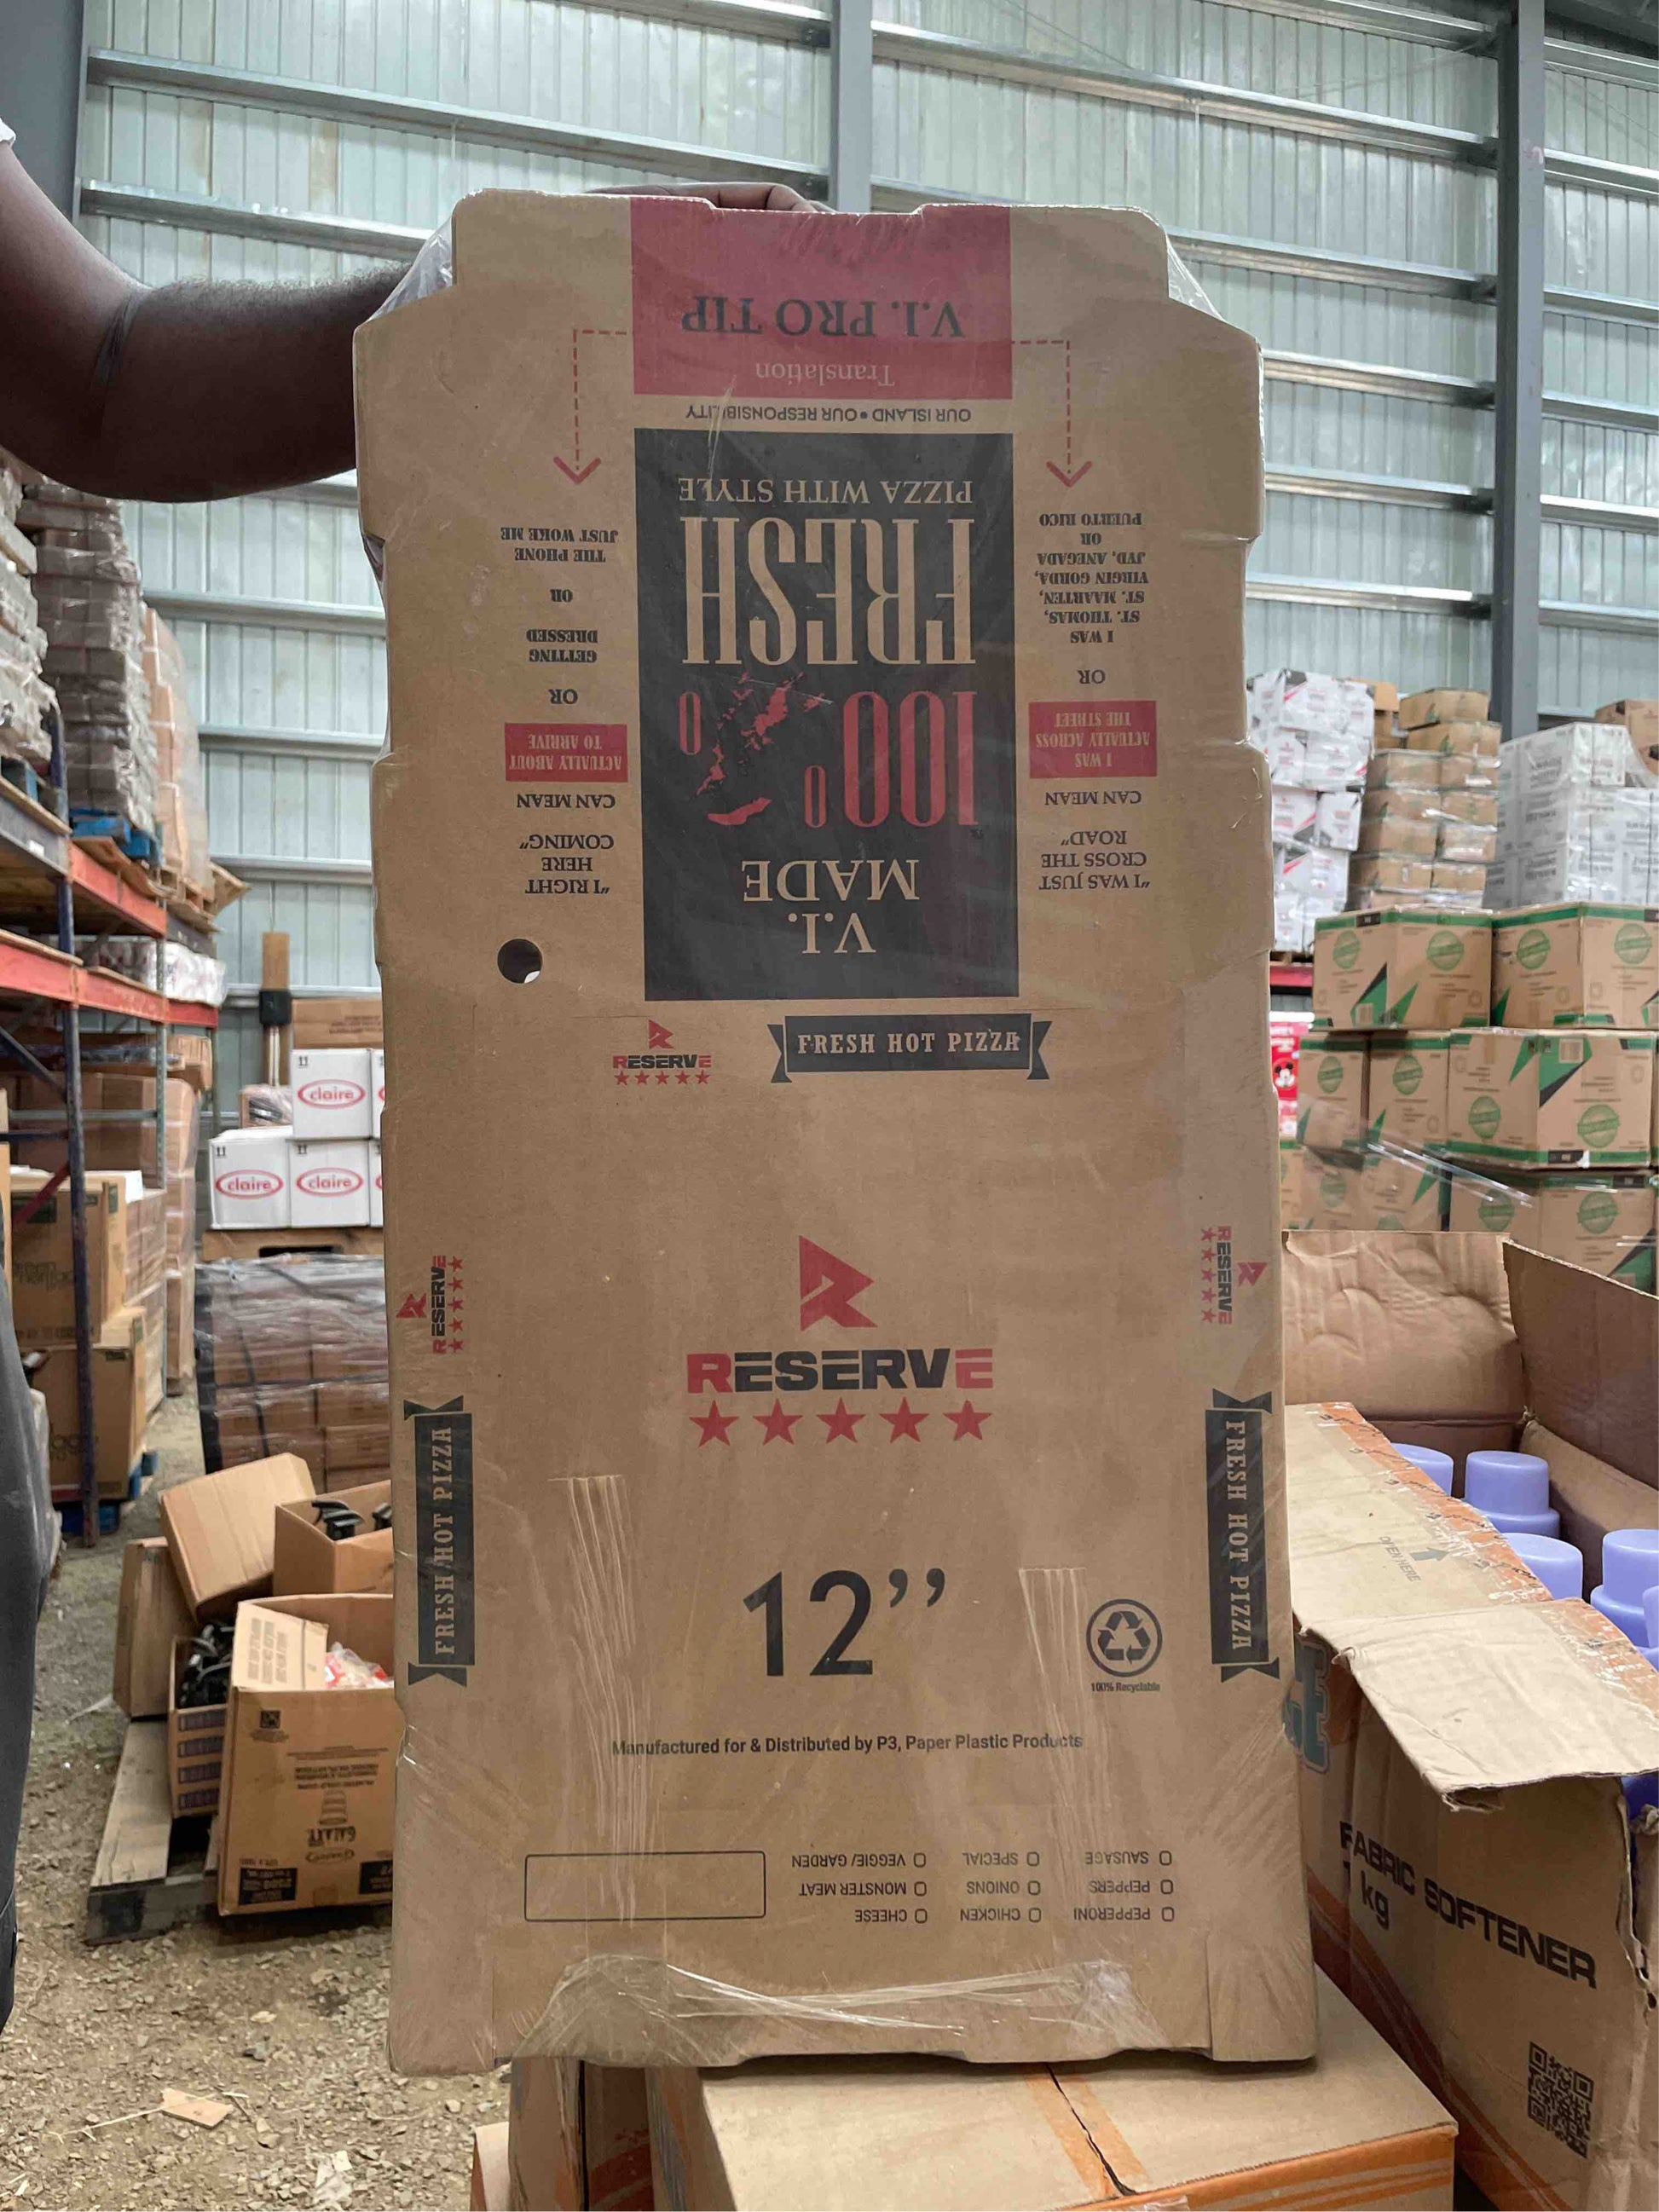 V.I. PRO TIP
Translation
OUR ISLAND • OUR RESPONSIBILITY
PIZZA WITH STYLE
FRESH
100%
MADE
V.I.
JUST WOKE ME
THE PHONE
OR
DRESSED
GETTING
OR
TO ARRIVE
ACTUALLY ABOUT
CAN MEAN
COMING"
HERE
"I RIGHT
PUERTO RICO
OR
JVD, ANEGADA
VIRGIN GORDA,
ST. MAARTEN,
ST. THOMAS,
I WAS
OR
THE STREET
ACTUALLY ACROSS
I WAS
CAN MEAN
ROAD"
CROSS THE
"I WAS JUST
RESERVE
FRESH HOT PIZZA
RESERVE
RESERVE
RESERVE
FRESH HOT PIZZA
FRESH HOT PIZZA
12’’
100% Recyclable
Manufactured for & Distributed by P3, Paper Plastic Products
VEGGIE/ GARDEN
MONSTER MEAT
CHEESE
SPECIAL
ONIONS
CHICKEN
SAUSAGE
PEPPERS
PEPPERONI
claire
claire
claire
OPEN HERE
FABRIC SOFTENER
1 kg
GALAXY
2500